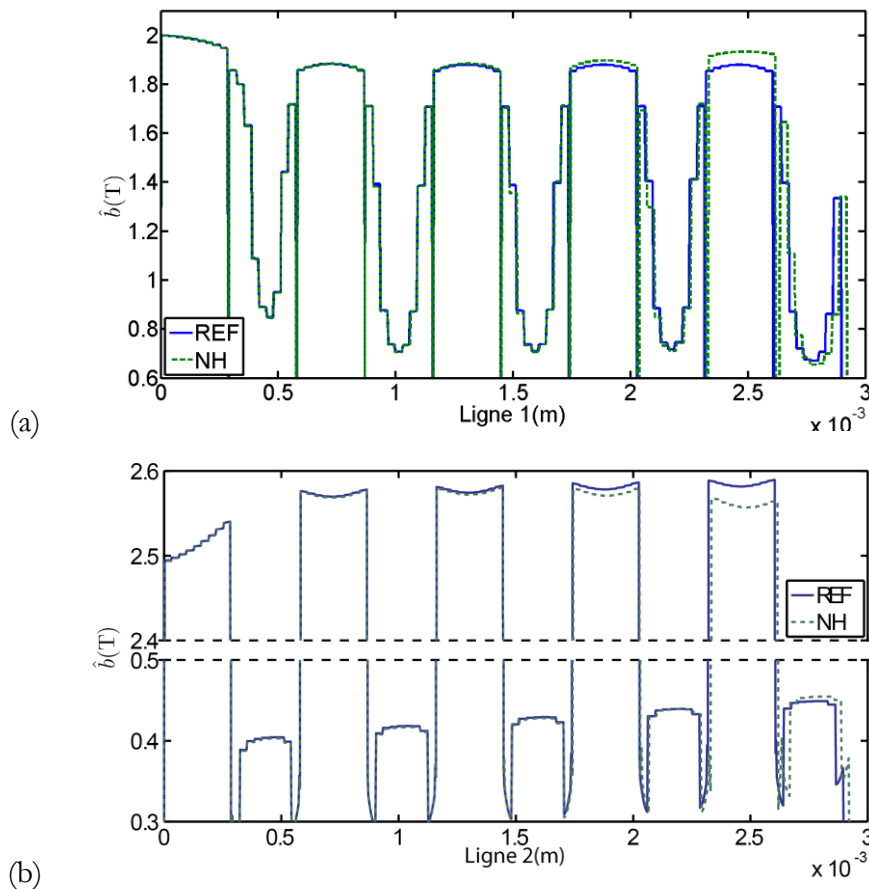 2
1.8
1.6
1.4
1.2
1
0.8
0.6
b̂(T)
REF
NH
0 0.5 1 1.5 2 2.5 3
Ligne 1(m)
x 10⁻³
(a)
2.6
2.5
2.4
0.5
0.4
0.3
b̂(T)
REF
NH
0 0.5 1 1.5 2 2.5 3
Ligne 2(m)
x 10⁻³
(b)